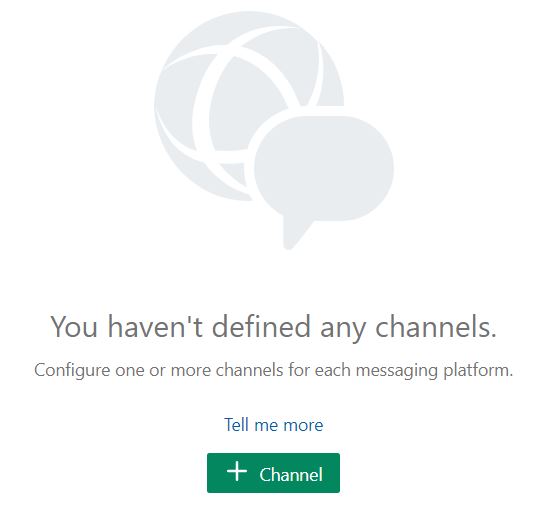 You haven't defined any channels.
Configure one or more channels for each messaging platform.
Tell me more
+ Channel